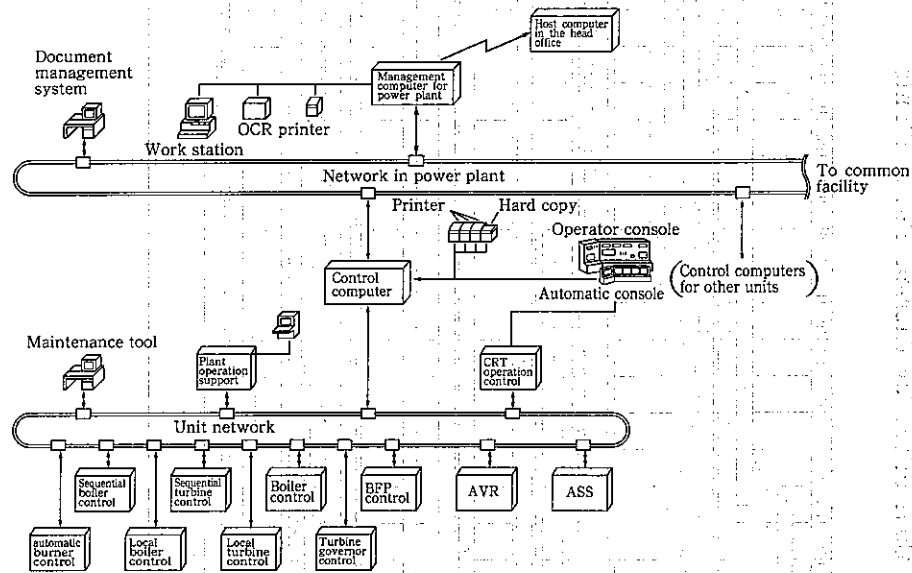 Host computer
in the head
office
Document
management
system
Management
computer for
power plant
OCR printer
Work station
Network in power plant
To common
facility
Printer
Hard copy
Operator console
Control
computer
Automatic console
(Control computers
for other units)
Maintenance tool
Plant
operation
support
CRT
operation
control
Unit network
Sequential
boiler
control
Sequential
turbine
control
Boiler
control
BFP
control
AVR
ASS
automatic
burner
control
Local
boiler
control
Local
turbine
control
Turbine
governor
control